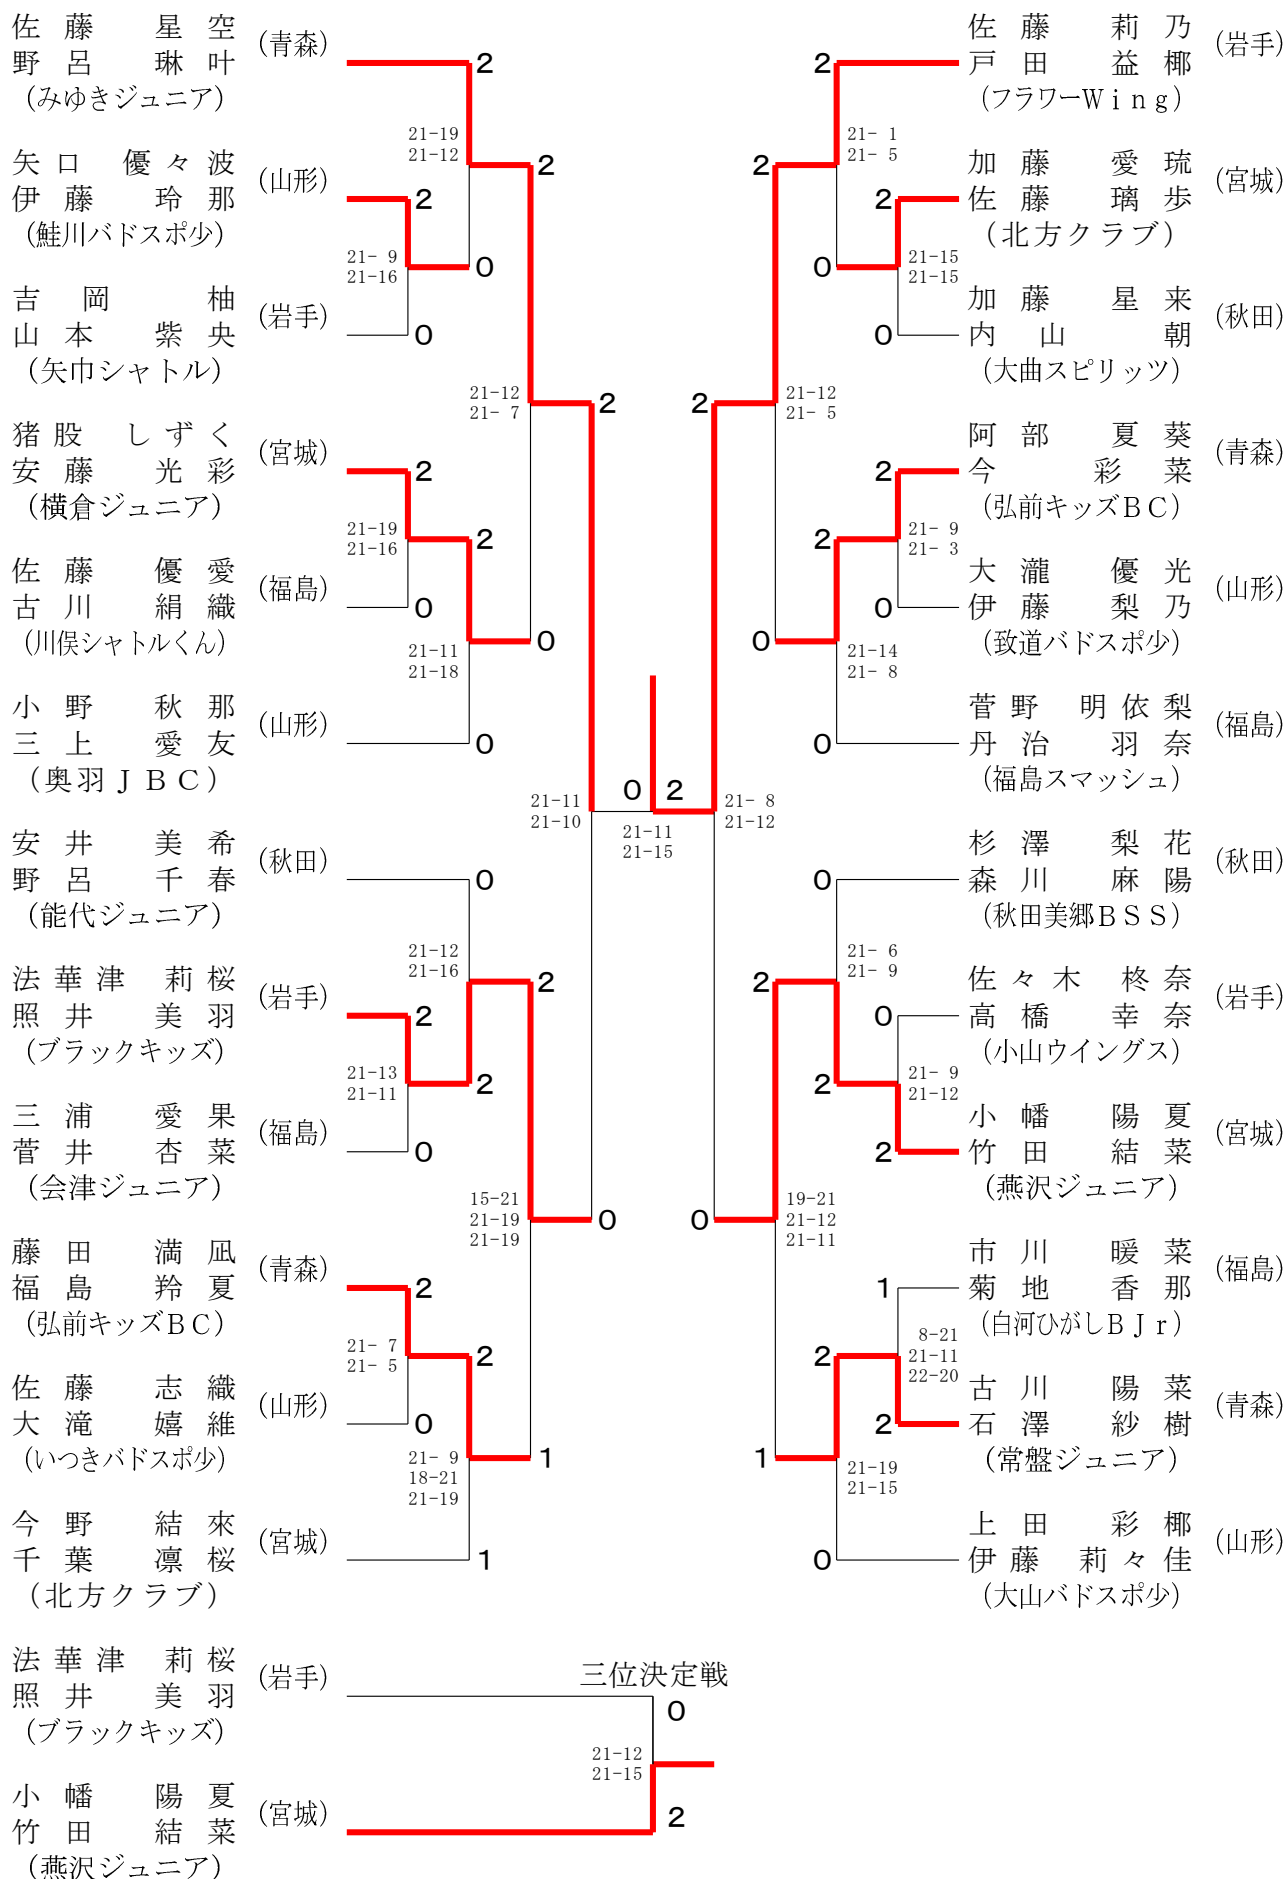 佐藤 星空
野呂 琳叶
(青森)
(みゆきジュニア)
2
21-19
21-12
2
矢口 優々波
伊藤 玲那
(山形)
(鮭川バドスポ少)
2
21- 9
21-16
0
吉岡 柚
山本 紫央
(岩手)
(矢巾シャトル)
0
21-12
21- 7
2
猪股 しずく
安藤 光彩
(宮城)
(横倉ジュニア)
2
21-19
21-16
2
佐藤 優愛
古川 絹織
(福島)
(川俣シャトルくん)
0
21-11
21-18
0
小野 秋那
三上 愛友
(山形)
(奥羽ＪＢＣ)
0
21-11
21-10
安井 美希
野呂 千春
(秋田)
(能代ジュニア)
0
21-12
21-16
2
法華津 莉桜
照井 美羽
(岩手)
(ブラックキッズ)
2
21-13
21-11
2
三浦 愛果
菅井 杏菜
(福島)
(会津ジュニア)
0
15-21
21-19
21-19
0
藤田 満凪
福島 羚夏
(青森)
(弘前キッズＢＣ)
2
21- 7
21- 5
2
佐藤 志織
大滝 嬉維
(山形)
(いつきバドスポ少)
0
21- 9
18-21
21-19
1
今野 結來
千葉 凛桜
(宮城)
(北方クラブ)
1
0 2
21-11
21-15
佐藤 莉乃
戸田 益椰
(岩手)
(フラワーＷｉｎｇ)
2
21- 1
21- 5
2
加藤 愛琉
佐藤 璃歩
(宮城)
(北方クラブ)
2
21-15
21-15
0
加藤 星来
内山 朝
(秋田)
(大曲スピリッツ)
0
21-12
21- 5
2
阿部 夏葵
今 彩菜
(青森)
(弘前キッズＢＣ)
2
21- 9
21- 3
2
大瀧 優光
伊藤 梨乃
(山形)
(致道バドスポ少)
0
21-14
21- 8
0
菅野 明依梨
丹治 羽奈
(福島)
(福島スマッシュ)
0
21- 8
21-12
杉澤 梨花
森川 麻陽
(秋田)
(秋田美郷ＢＳＳ)
0
21- 6
21- 9
2
佐々木 柊奈
高橋 幸奈
(岩手)
(小山ウイングス)
0
21- 9
21-12
2
小幡 陽夏
竹田 結菜
(宮城)
(燕沢ジュニア)
2
19-21
21-12
21-11
0
市川 暖菜
菊地 香那
(福島)
(白河ひがしＢＪｒ)
1
8-21
21-11
22-20
2
古川 陽菜
石澤 紗樹
(青森)
(常盤ジュニア)
2
21-19
21-15
1
上田 彩椰
伊藤 莉々佳
(山形)
(大山バドスポ少)
0
三位決定戦
法華津 莉桜
照井 美羽
(岩手)
(ブラックキッズ)
0
21-12
21-15
小幡 陽夏
竹田 結菜
(宮城)
(燕沢ジュニア)
2